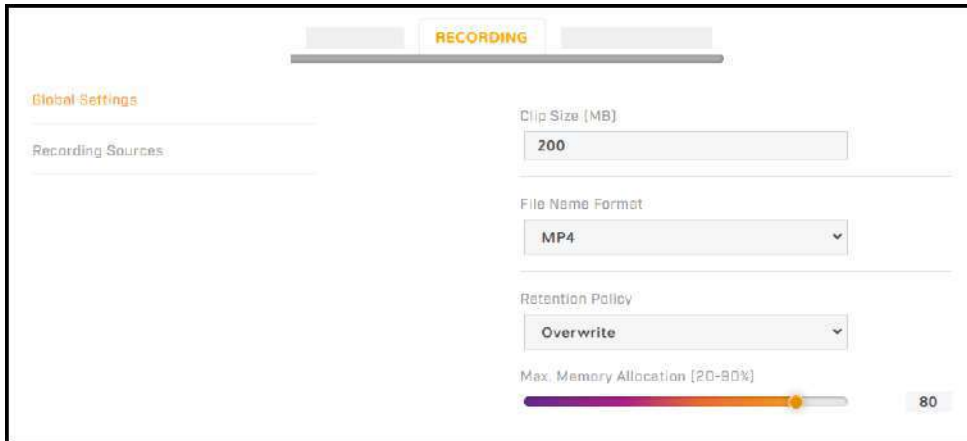 RECORDING
Global Settings
Recording Sources
Clip Size (MB)
200
File Name Format
MP4
Retention Policy
Overwrite
Max. Memory Allocation (20-90%)
80